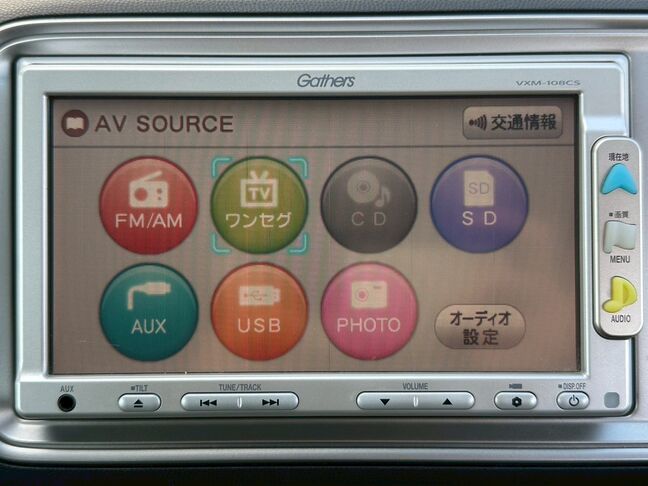 Gathers
VXM-108CS
AV SOURCE
交通情報
FM/AM
TV
ワンセグ
CD
SD
SD
AUX
USB
PHOTO
オーディオ
設定
現在地
画質
MENU
AUDIO
AUX
TILT
TUNE/TRACK
VOLUME
DISP.OFF